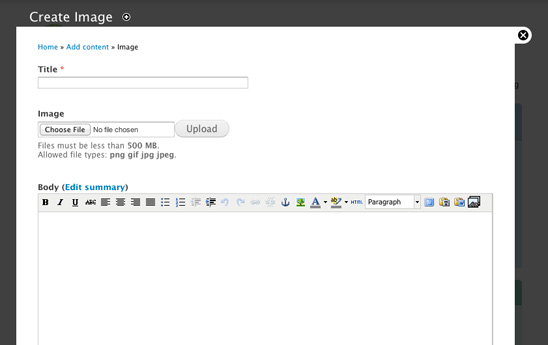 Create Image
Home » Add content » Image
Title *
Image
Choose File No file chosen Upload
Files must be less than 500 MB.
Allowed file types: png gif jpg jpeg.
Body (Edit summary)
B I U ABC A ab HTML Paragraph